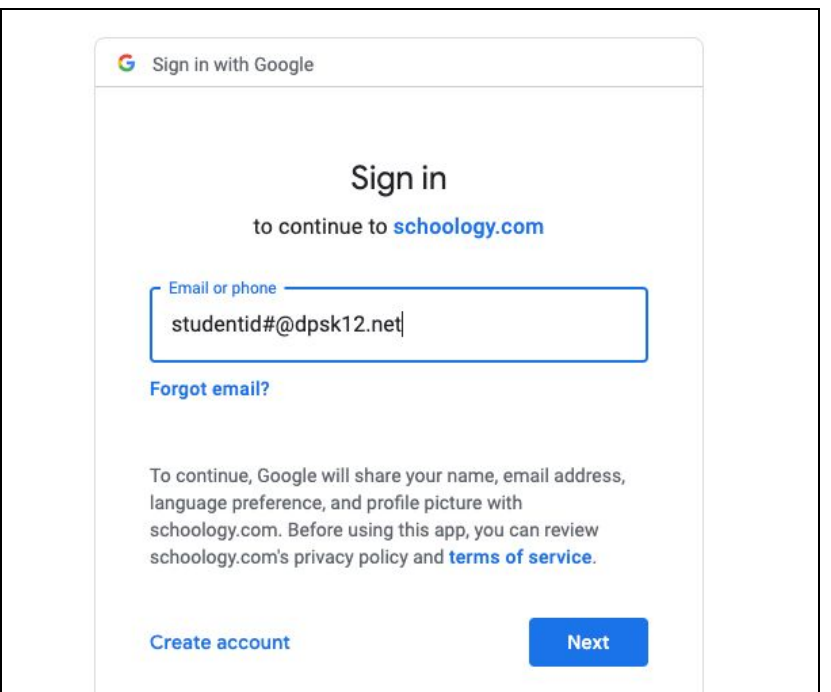 Sign in with Google
Sign in
to continue to schoology.com
Email or phone
studentid#@dpsk12.net
Forgot email?
To continue, Google will share your name, email address,
language preference, and profile picture with
schoology.com. Before using this app, you can review
schoology.com's privacy policy and terms of service.
Create account
Next